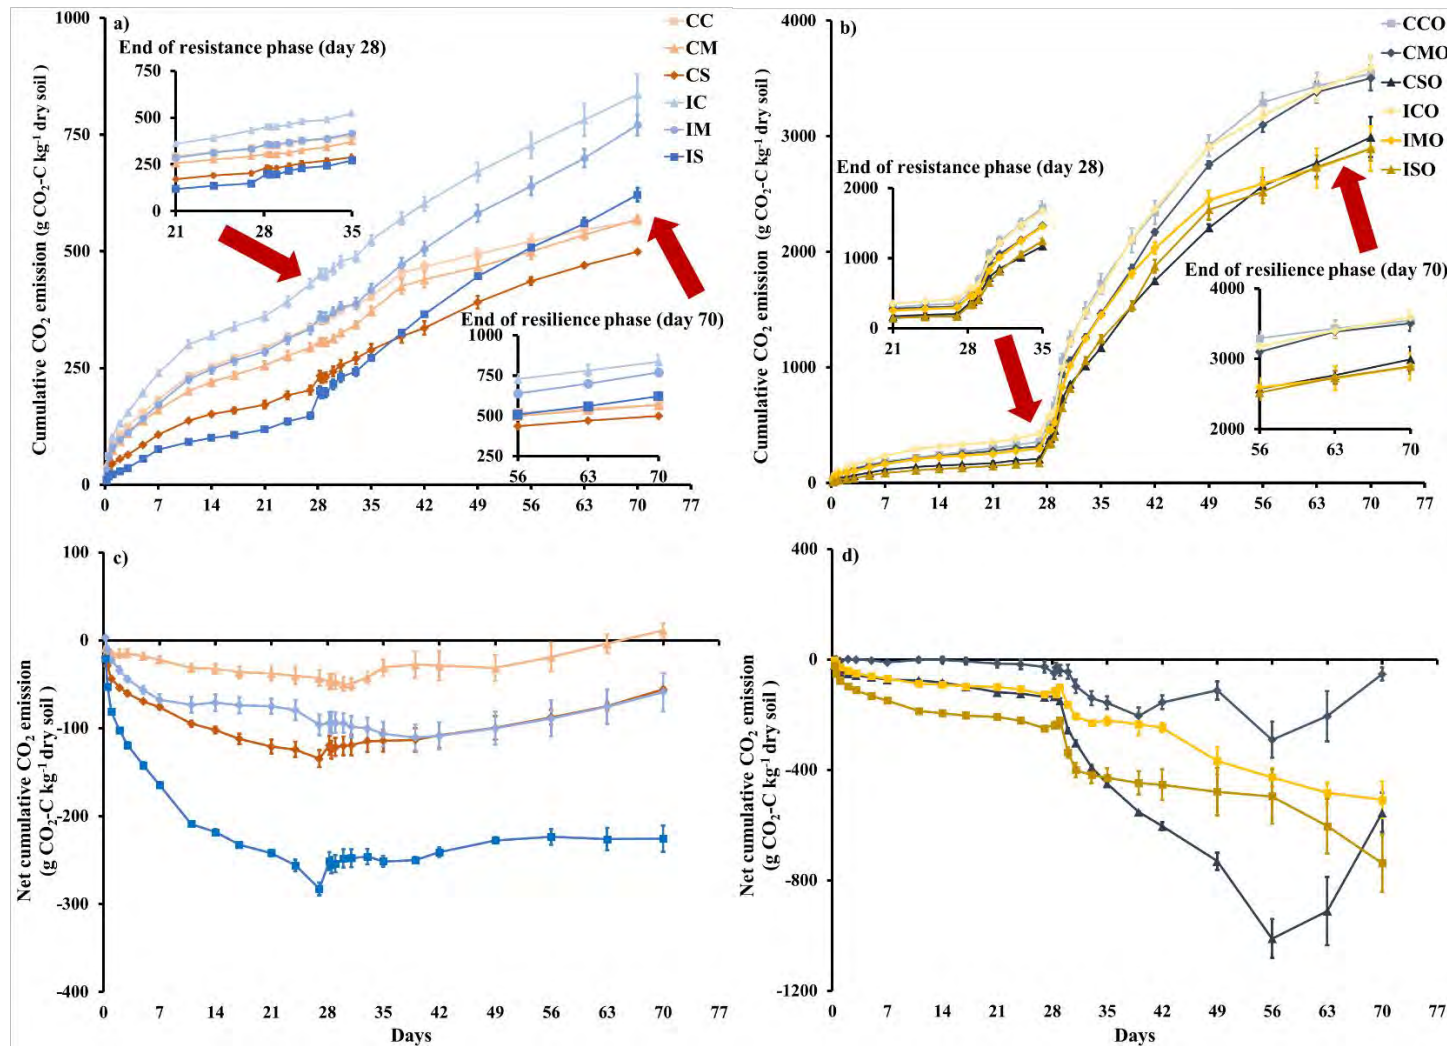 a)
Cumulative CO₂ emission (g CO₂-C kg⁻¹ dry soil )
1000
750
500
250
0
0 7 14 21 28 35 42 49 56 63 70 77
CC
CM
CS
IC
IM
IS
End of resistance phase (day 28)
750
500
250
0
21 28 35
End of resilience phase (day 70)
1000
750
500
250
56 63 70
b)
Cumulative CO₂ emission (g CO₂-C kg⁻¹ dry soil )
4000
3000
2000
1000
0
0 7 14 21 28 35 42 49 56 63 70 77
CCO
CMO
CSO
ICO
IMO
ISO
End of resistance phase (day 28)
2000
1000
0
21 28 35
End of resilience phase (day 70)
4000
3000
2000
56 63 70
c)
Net cumulative CO₂ emission
(g CO₂-C kg⁻¹ dry soil)
100
0
-100
-200
-300
-400
0 7 14 21 28 35 42 49 56 63 70 77
Days
d)
Net cumulative CO₂ emission
(g CO₂-C kg⁻¹ dry soil)
400
0
-400
-800
-1200
0 7 14 21 28 35 42 49 56 63 70 77
Days